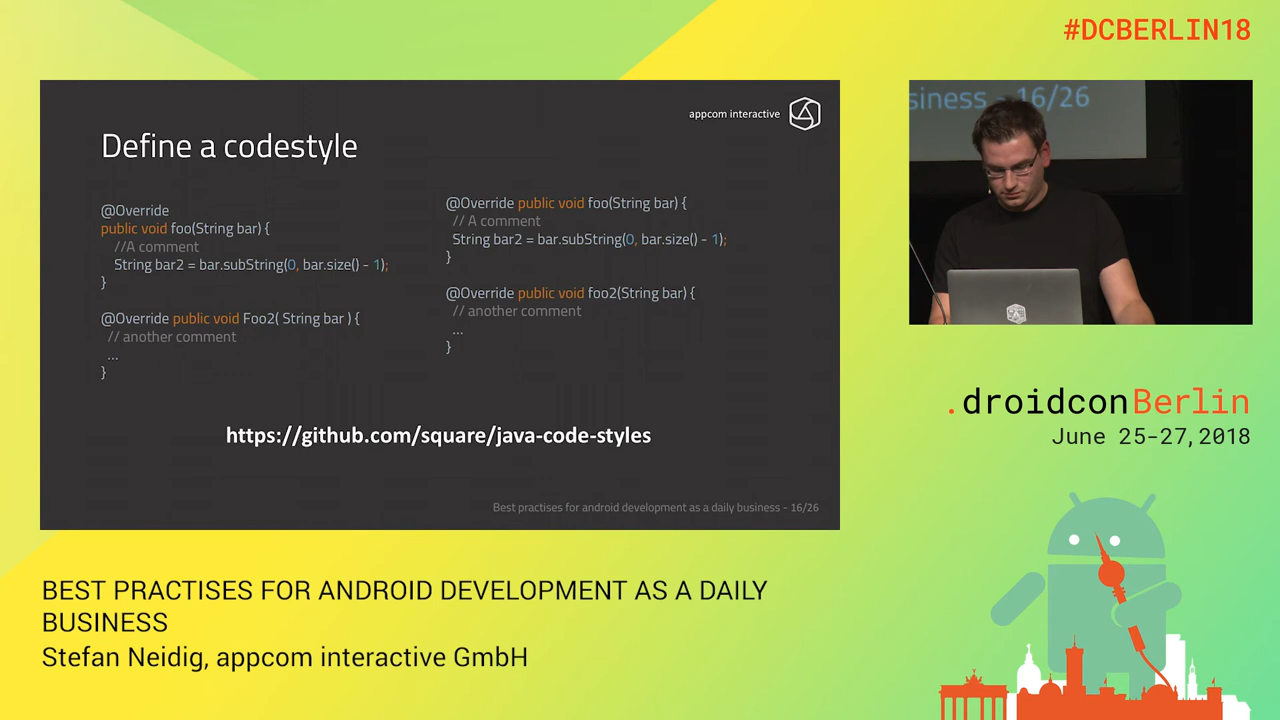 #DCBERLIN18
siness - 16/26
appcom interactive
Define a codestyle
@Override
public void foo(String bar) {
//A comment
String bar2 = bar.subString(0, bar.size() - 1);
}
@Override public void Foo2( String bar ) {
// another comment
...
}
@Override public void foo(String bar) {
// A comment
String bar2 = bar.subString(0, bar.size() - 1);
}
@Override public void foo2(String bar) {
// another comment
...
}
https://github.com/square/java-code-styles
Best practises for android development as a daily business - 16/26
.droidconBerlin
June 25-27, 2018
BEST PRACTISES FOR ANDROID DEVELOPMENT AS A DAILY
BUSINESS
Stefan Neidig, appcom interactive GmbH